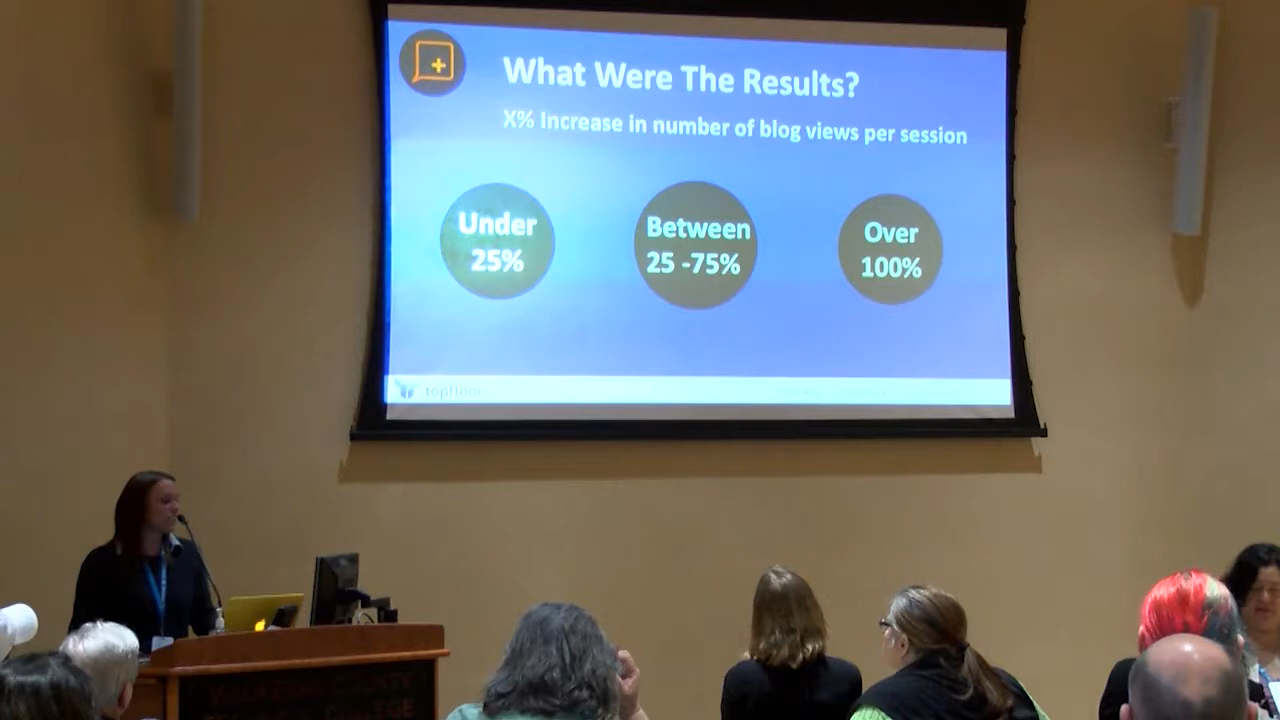 What Were The Results?
X% Increase in number of blog views per session
Under
25%
Between
25 -75%
Over
100%
topfloor